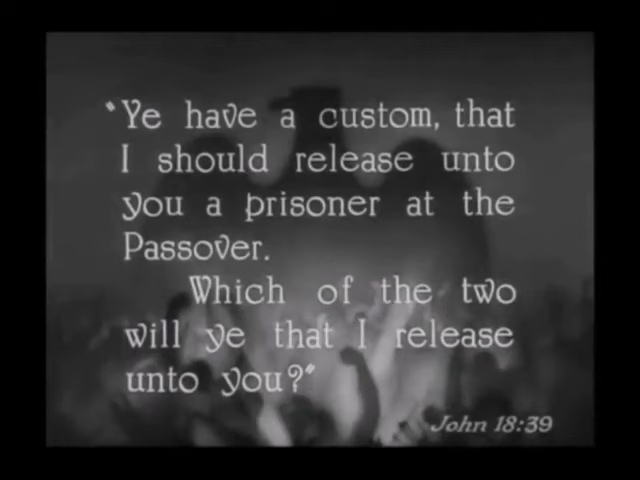 "Ye have a custom, that
I should release unto
you a prisoner at the
Passover.
Which of the two
will ye that I release
unto you?"
John 18:39